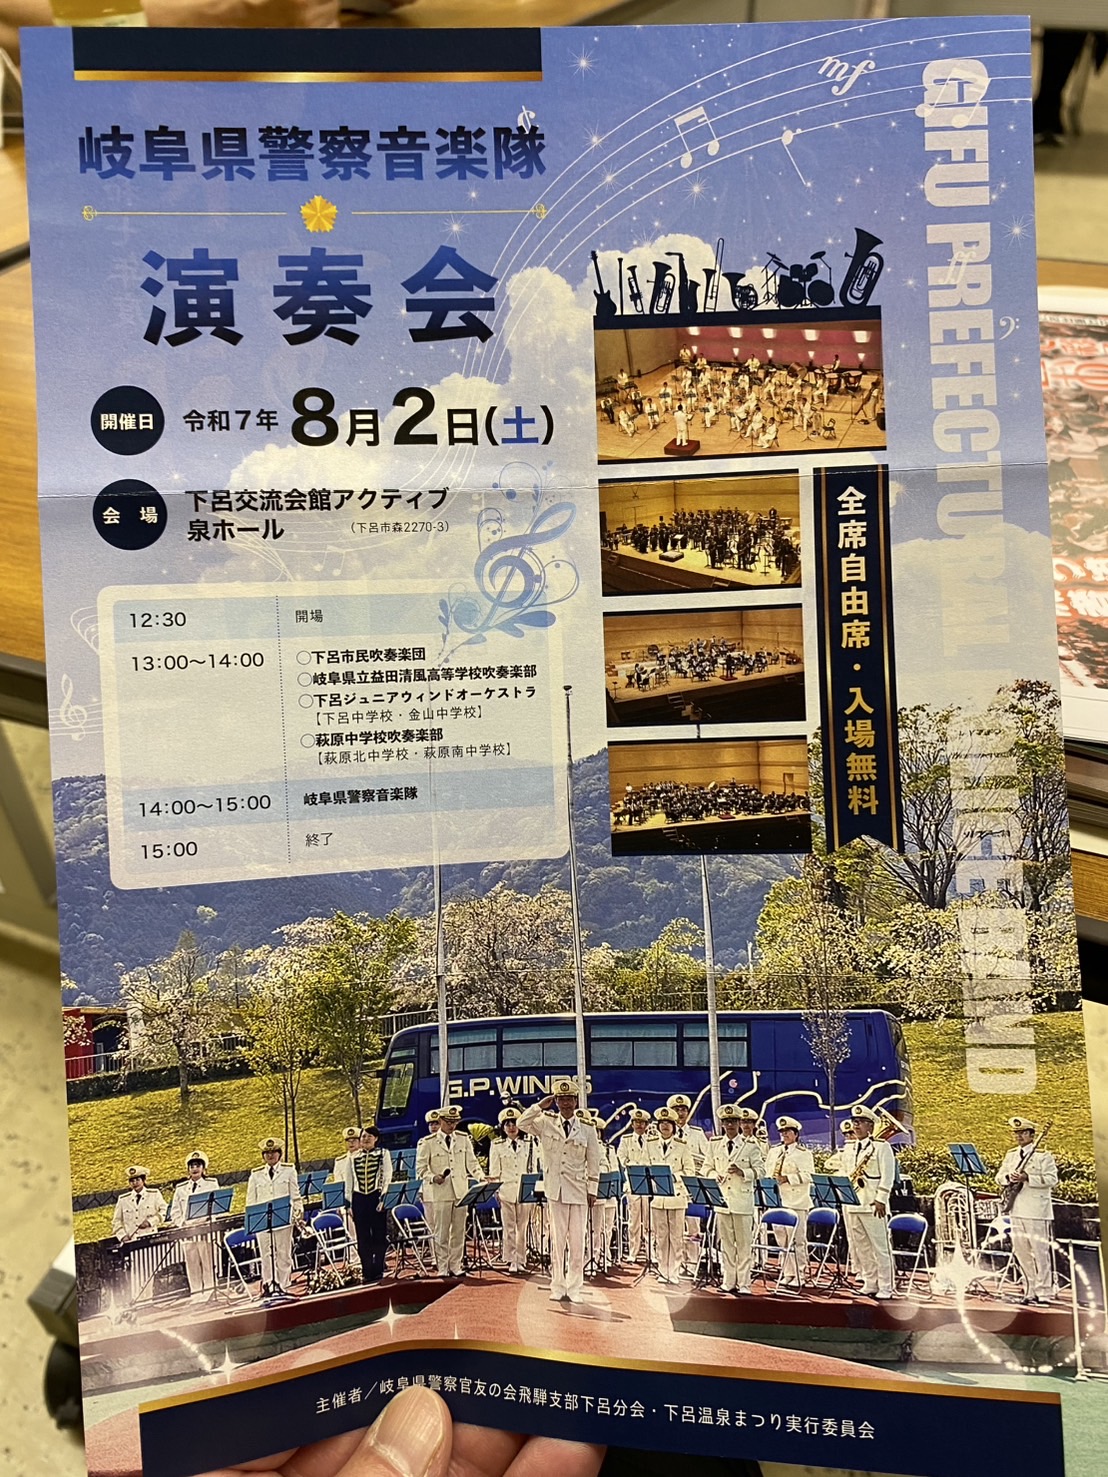 岐阜県警察音楽隊
演奏会
開催日 令和7年 8月2日(土)
会場 下呂交流会館アクティブ
泉ホール (下呂市森2270-3)
12:30 開場
13:00〜14:00 ○下呂市民吹奏楽団
○岐阜県立益田清風高等学校吹奏楽部
○下呂ジュニアウィンドオーケストラ
【下呂中学校・金山中学校】
○萩原中学校吹奏楽部
【萩原北中学校・萩原南中学校】
14:00〜15:00 岐阜県警察音楽隊
15:00 終了
全席自由席・入場無料
GIFU PREFECTURAL POLICE BAND
G.P.WINDS
主催者/岐阜県警察官友の会飛騨支部下呂分会・下呂温泉まつり実行委員会